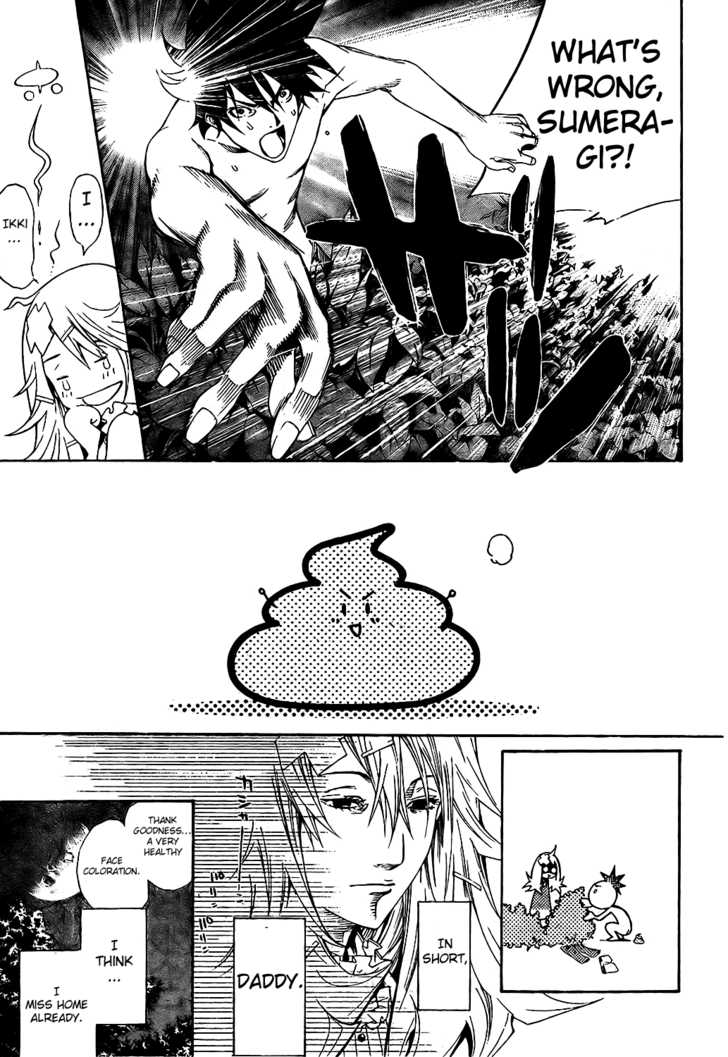 WHAT'S
WRONG,
SUMERA-
GI?!
I
...
IKKI
...
IN
SHORT,
DADDY.
THANK
GOODNESS...
A VERY
HEALTHY
FACE
COLORATION.
I
THINK
...
I
MISS HOME
ALREADY.